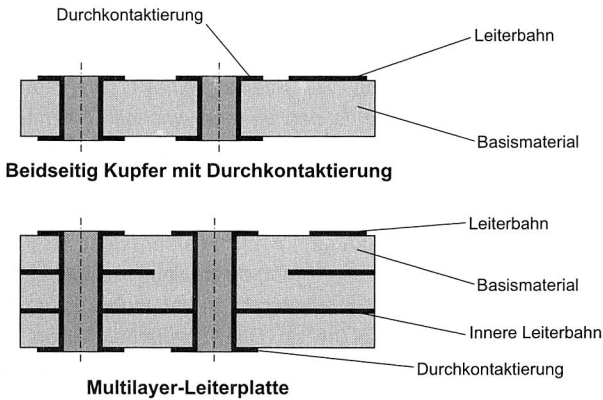 Durchkontaktierung
Leiterbahn
Basismaterial
Beidseitig Kupfer mit Durchkontaktierung
Leiterbahn
Basismaterial
Innere Leiterbahn
Durchkontaktierung
Multilayer-Leiterplatte